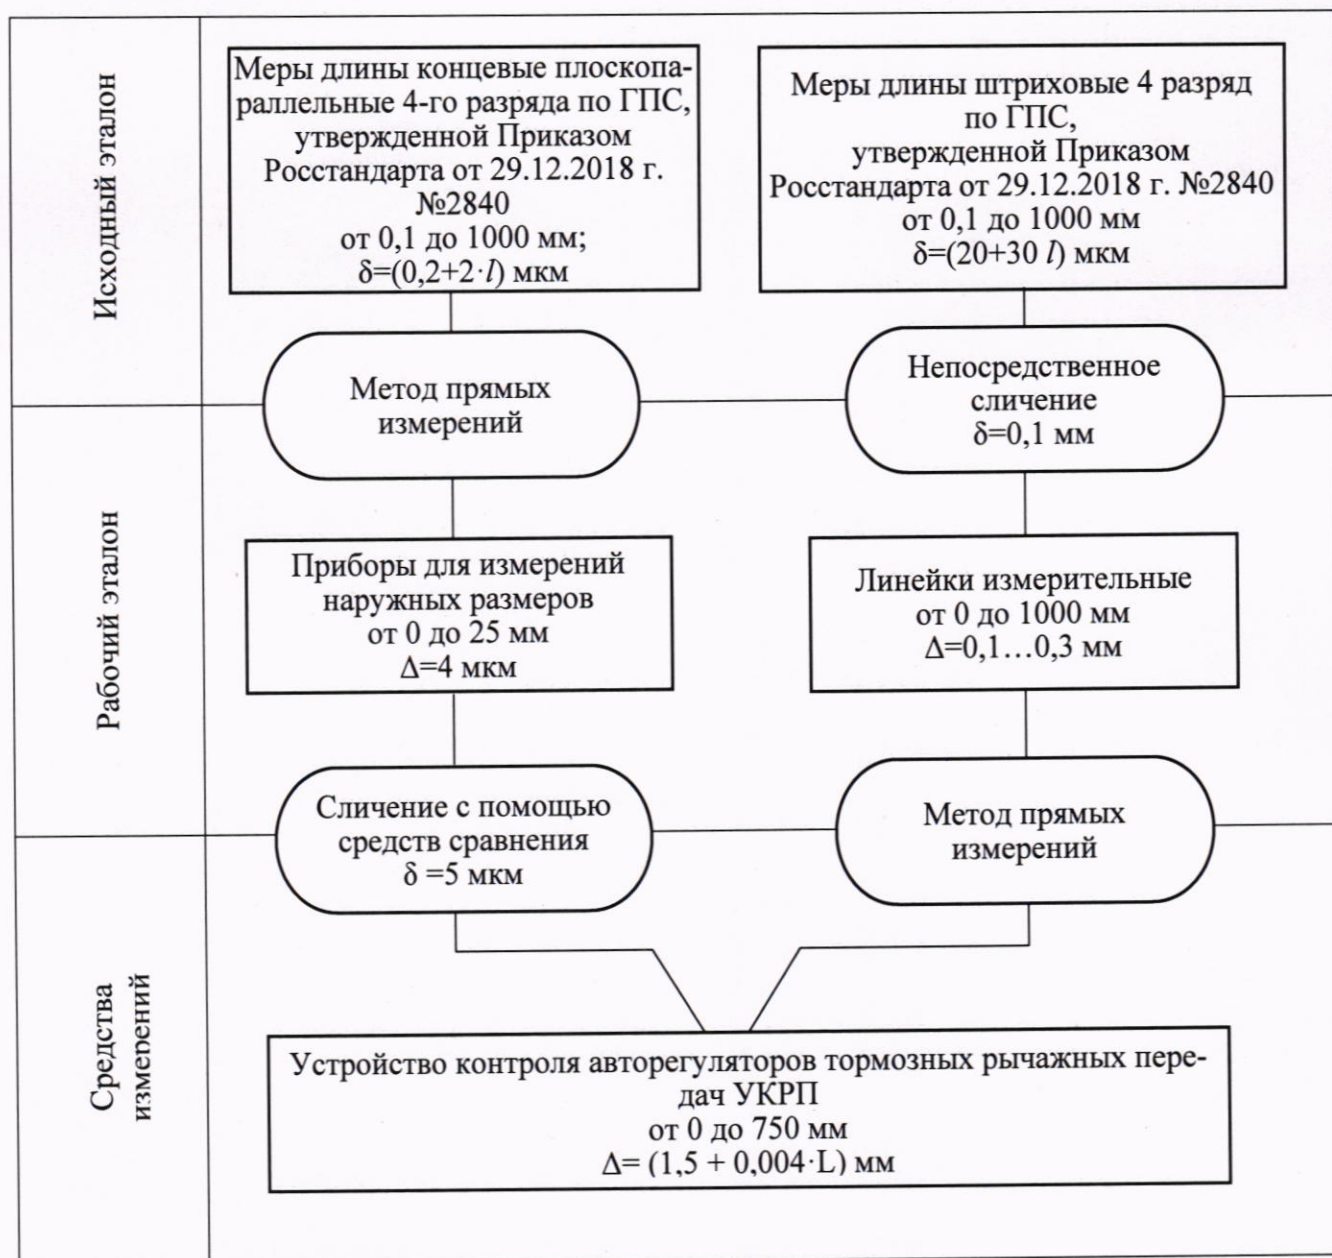 Исходный эталон
Меры длины концевые плоскопа-
раллельные 4-го разряда по ГПС,
утвержденной Приказом
Росстандарта от 29.12.2018 г.
№2840
от 0,1 до 1000 мм;
δ=(0,2+2·l) мкм
Меры длины штриховые 4 разряд
по ГПС,
утвержденной Приказом
Росстандарта от 29.12.2018 г. №2840
от 0,1 до 1000 мм
δ=(20+30 l) мкм
Метод прямых
измерений
Непосредственное
сличение
δ=0,1 мм
Рабочий эталон
Приборы для измерений
наружных размеров
от 0 до 25 мм
Δ=4 мкм
Линейки измерительные
от 0 до 1000 мм
Δ=0,1…0,3 мм
Сличение с помощью
средств сравнения
δ =5 мкм
Метод прямых
измерений
Средства
измерений
Устройство контроля авторегуляторов тормозных рычажных пере-
дач УКРП
от 0 до 750 мм
Δ= (1,5 + 0,004·L) мм